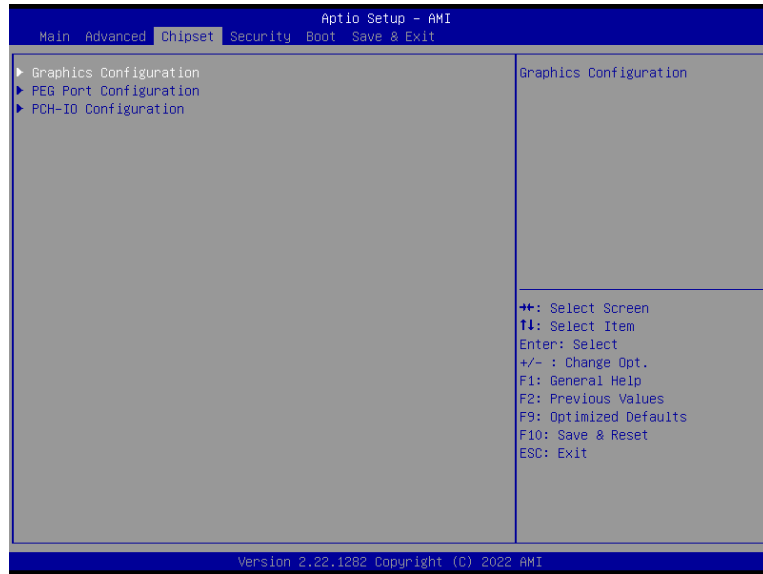 Aptio Setup – AMI
Main Advanced Chipset Security Boot Save & Exit
▶ Graphics Configuration
▶ PEG Port Configuration
▶ PCH-IO Configuration
Graphics Configuration
→←: Select Screen
↑↓: Select Item
Enter: Select
+/- : Change Opt.
F1: General Help
F2: Previous Values
F9: Optimized Defaults
F10: Save & Reset
ESC: Exit
Version 2.22.1282 Copyright (C) 2022 AMI